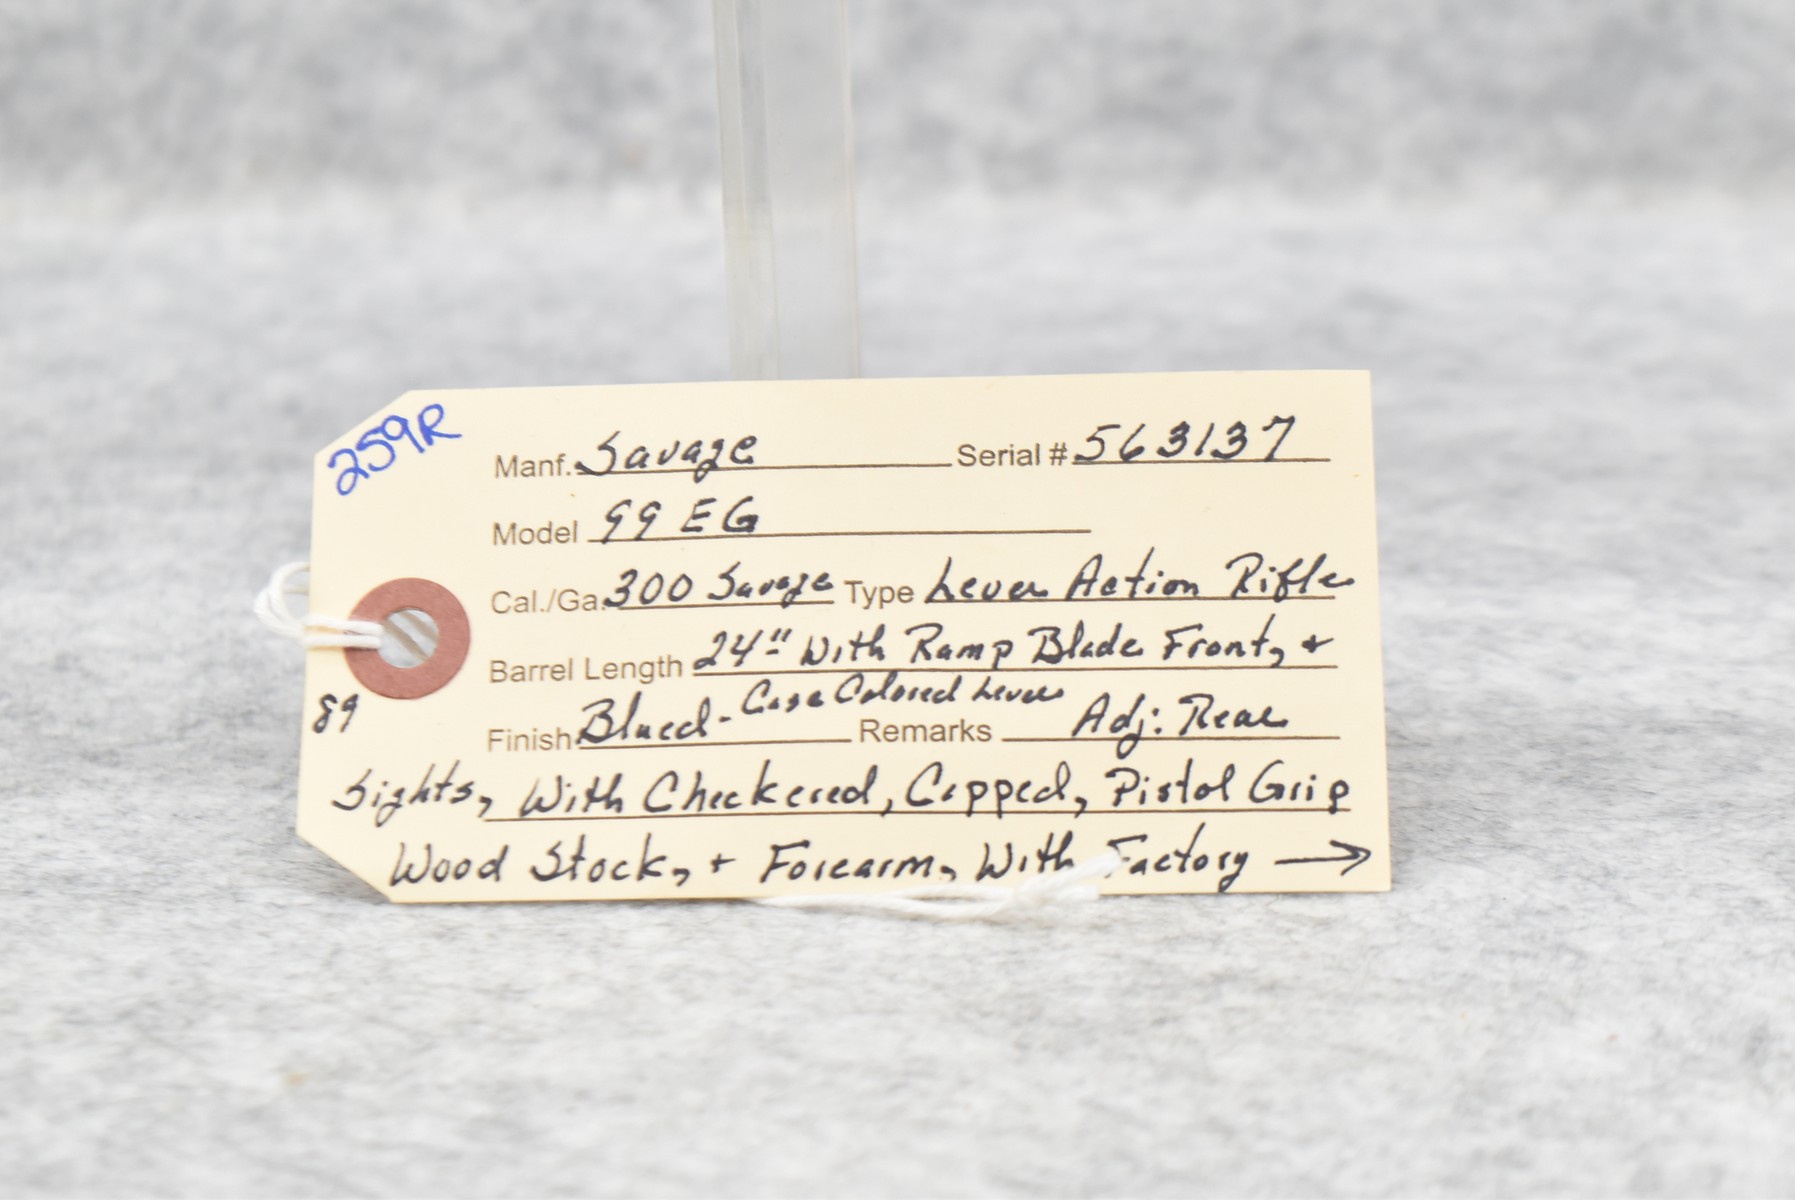 259R
Manf. Savage Serial # 563137
Model 99 EG
Cal./Ga. 300 Savage Type Lever Action Rifle
Barrel Length 24" With Ramp Blade Front, +
89
Finish Blued - Case Colored Lever Remarks Adj. Rear
Sights, With Checkered, Capped, Pistol Grip
Wood Stock, + Forearm, With Factory →